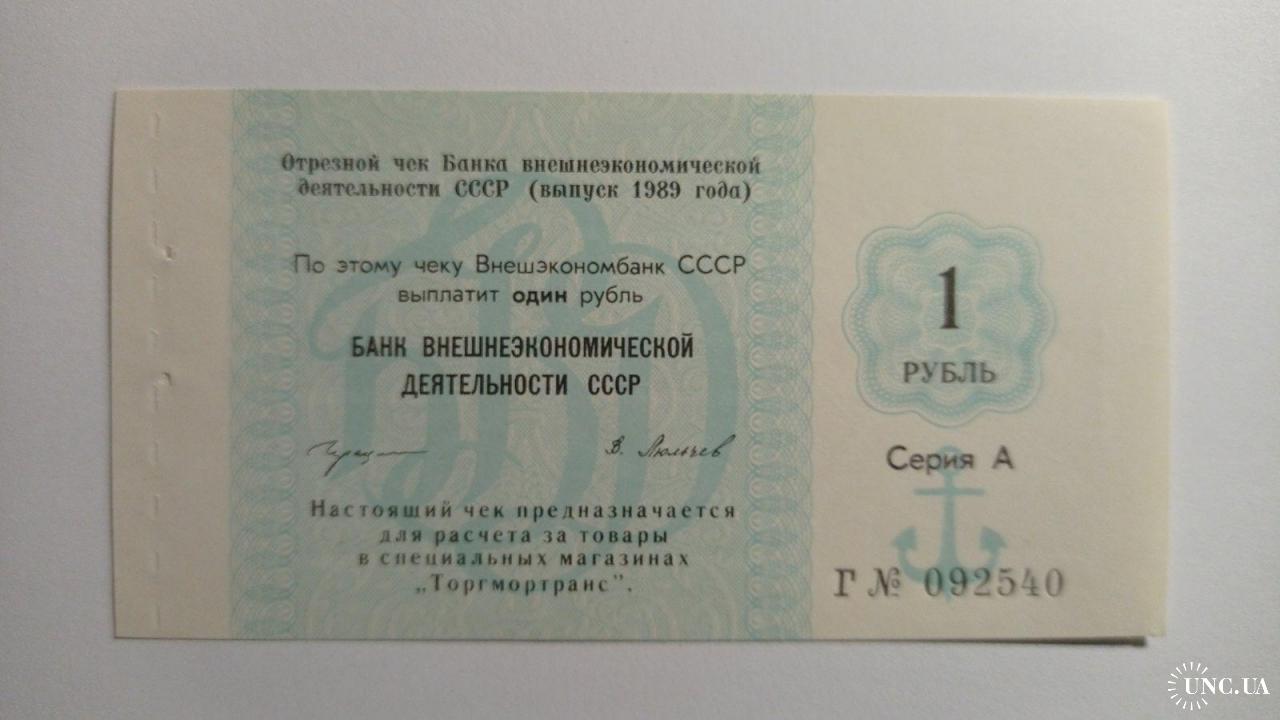 Отрезной чек Банка внешнеэкономической
деятельности СССР (выпуск 1989 года)
По этому чеку Внешэкономбанк СССР
выплатит один рубль
БАНК ВНЕШНЕЭКОНОМИЧЕСКОЙ
ДЕЯТЕЛЬНОСТИ СССР
В. Люльчев
Настоящий чек предназначается
для расчета за товары
в специальных магазинах
„Торгмортранс".
1
РУБЛЬ
Серия А
Г № 092540
UNC.UA